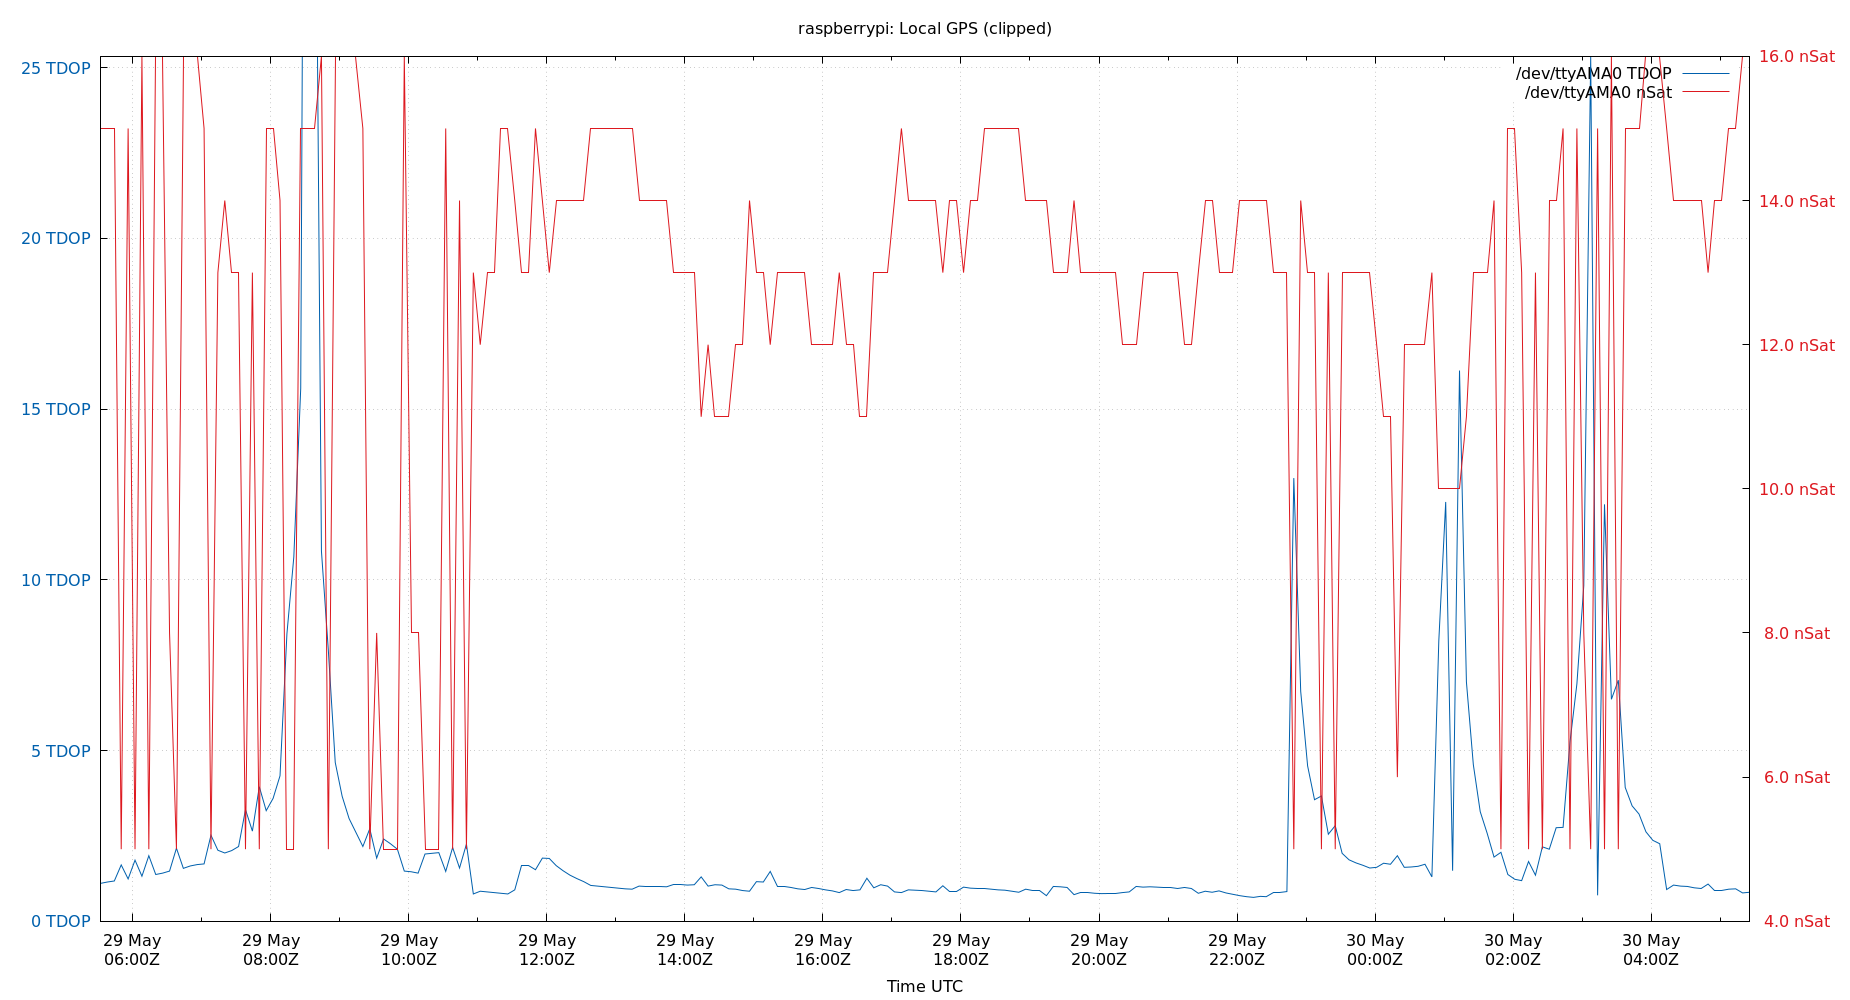 raspberrypi: Local GPS (clipped)
25 TDOP
20 TDOP
15 TDOP
10 TDOP
5 TDOP
0 TDOP
/dev/ttyAMA0 TDOP
/dev/ttyAMA0 nSat
16.0 nSat
14.0 nSat
12.0 nSat
10.0 nSat
8.0 nSat
6.0 nSat
4.0 nSat
29 May
06:00Z
29 May
08:00Z
29 May
10:00Z
29 May
12:00Z
29 May
14:00Z
29 May
16:00Z
29 May
18:00Z
29 May
20:00Z
29 May
22:00Z
30 May
00:00Z
30 May
02:00Z
30 May
04:00Z
Time UTC